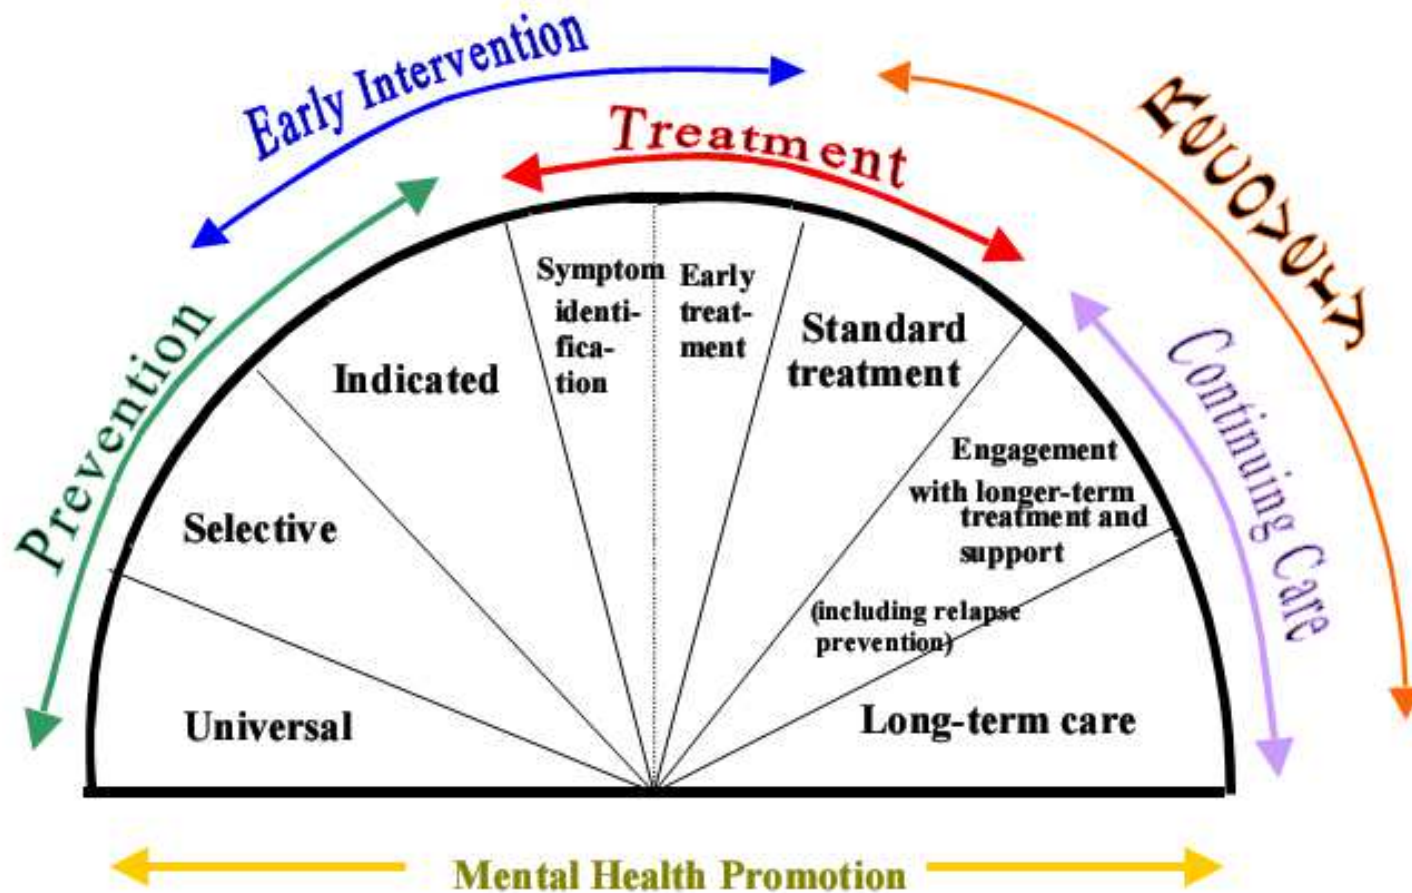 Early Intervention
Recovery
Treatment
Prevention
Continuing Care
Symptom
identi-
fica-
tion
Early
treat-
ment
Standard
treatment
Indicated
Engagement
with longer-term
treatment and
support
(including relapse
prevention)
Selective
Universal
Long-term care
Mental Health Promotion